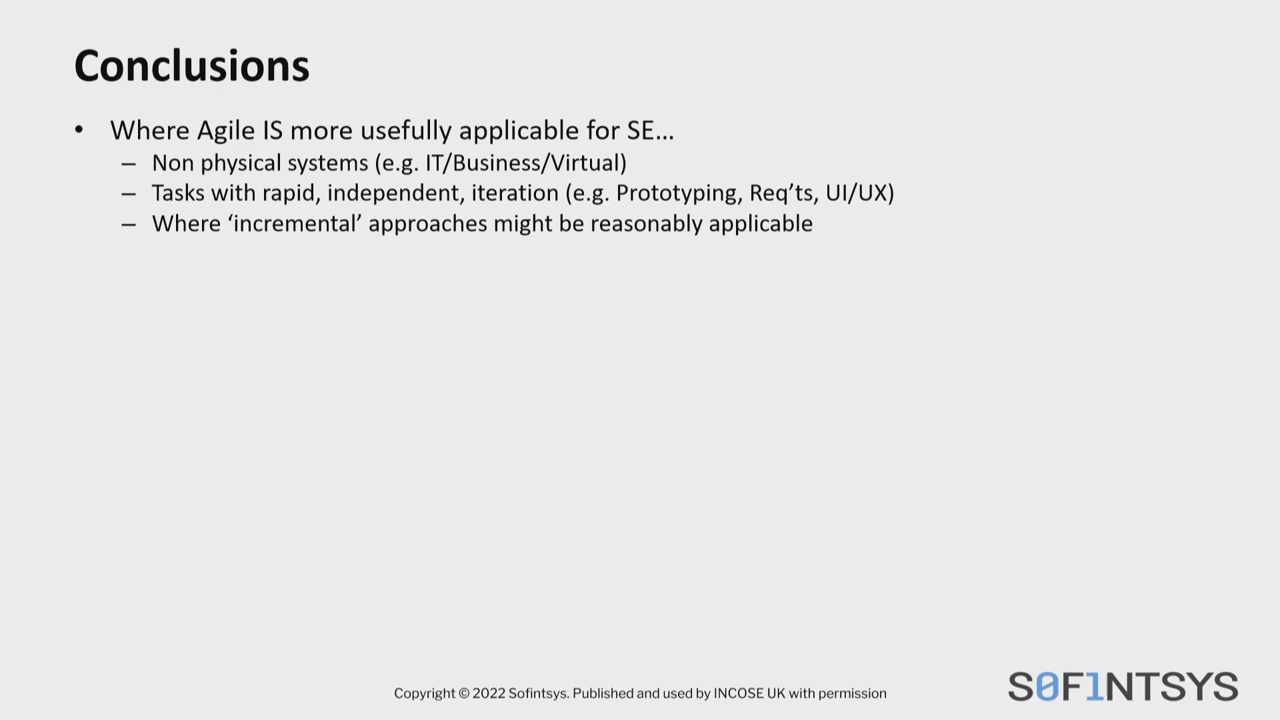 Conclusions
• Where Agile IS more usefully applicable for SE...
– Non physical systems (e.g. IT/Business/Virtual)
– Tasks with rapid, independent, iteration (e.g. Prototyping, Req’ts, UI/UX)
– Where ‘incremental’ approaches might be reasonably applicable
Copyright © 2022 Sofintsys. Published and used by INCOSE UK with permission
S0F1NTSYS